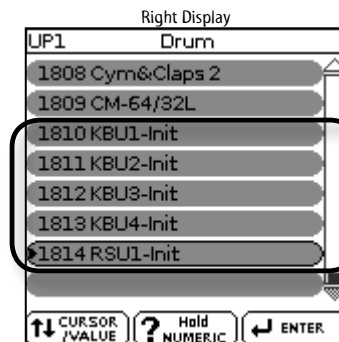 Right Display
UP1 Drum
1808 Cym&Claps 2
1809 CM-64/32L
1810 KBU1-Init
1811 KBU2-Init
1812 KBU3-Init
1813 KBU4-Init
1814 RSU1-Init
CURSOR /VALUE ? Hold NUMERIC ENTER